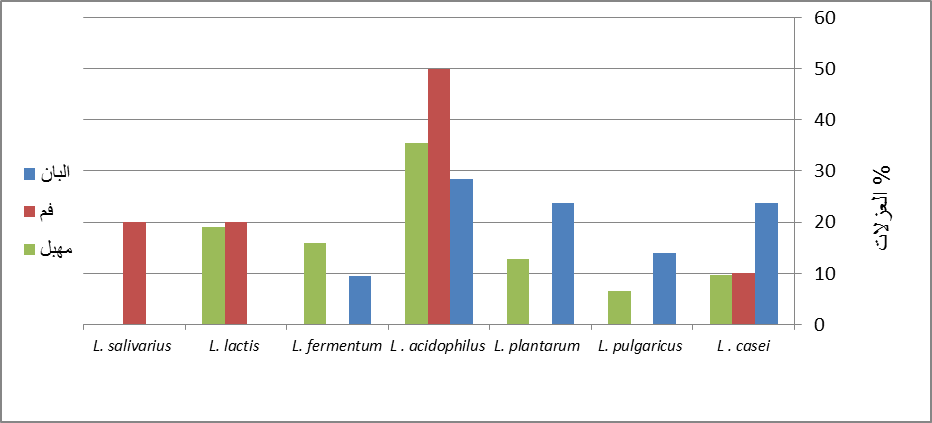 60
50
40
30
20
10
0
% العزلات
البان
فم
مهبل
L. salivarius
L. lactis
L. fermentum
L . acidophilus
L. plantarum
L. pulgaricus
L . casei